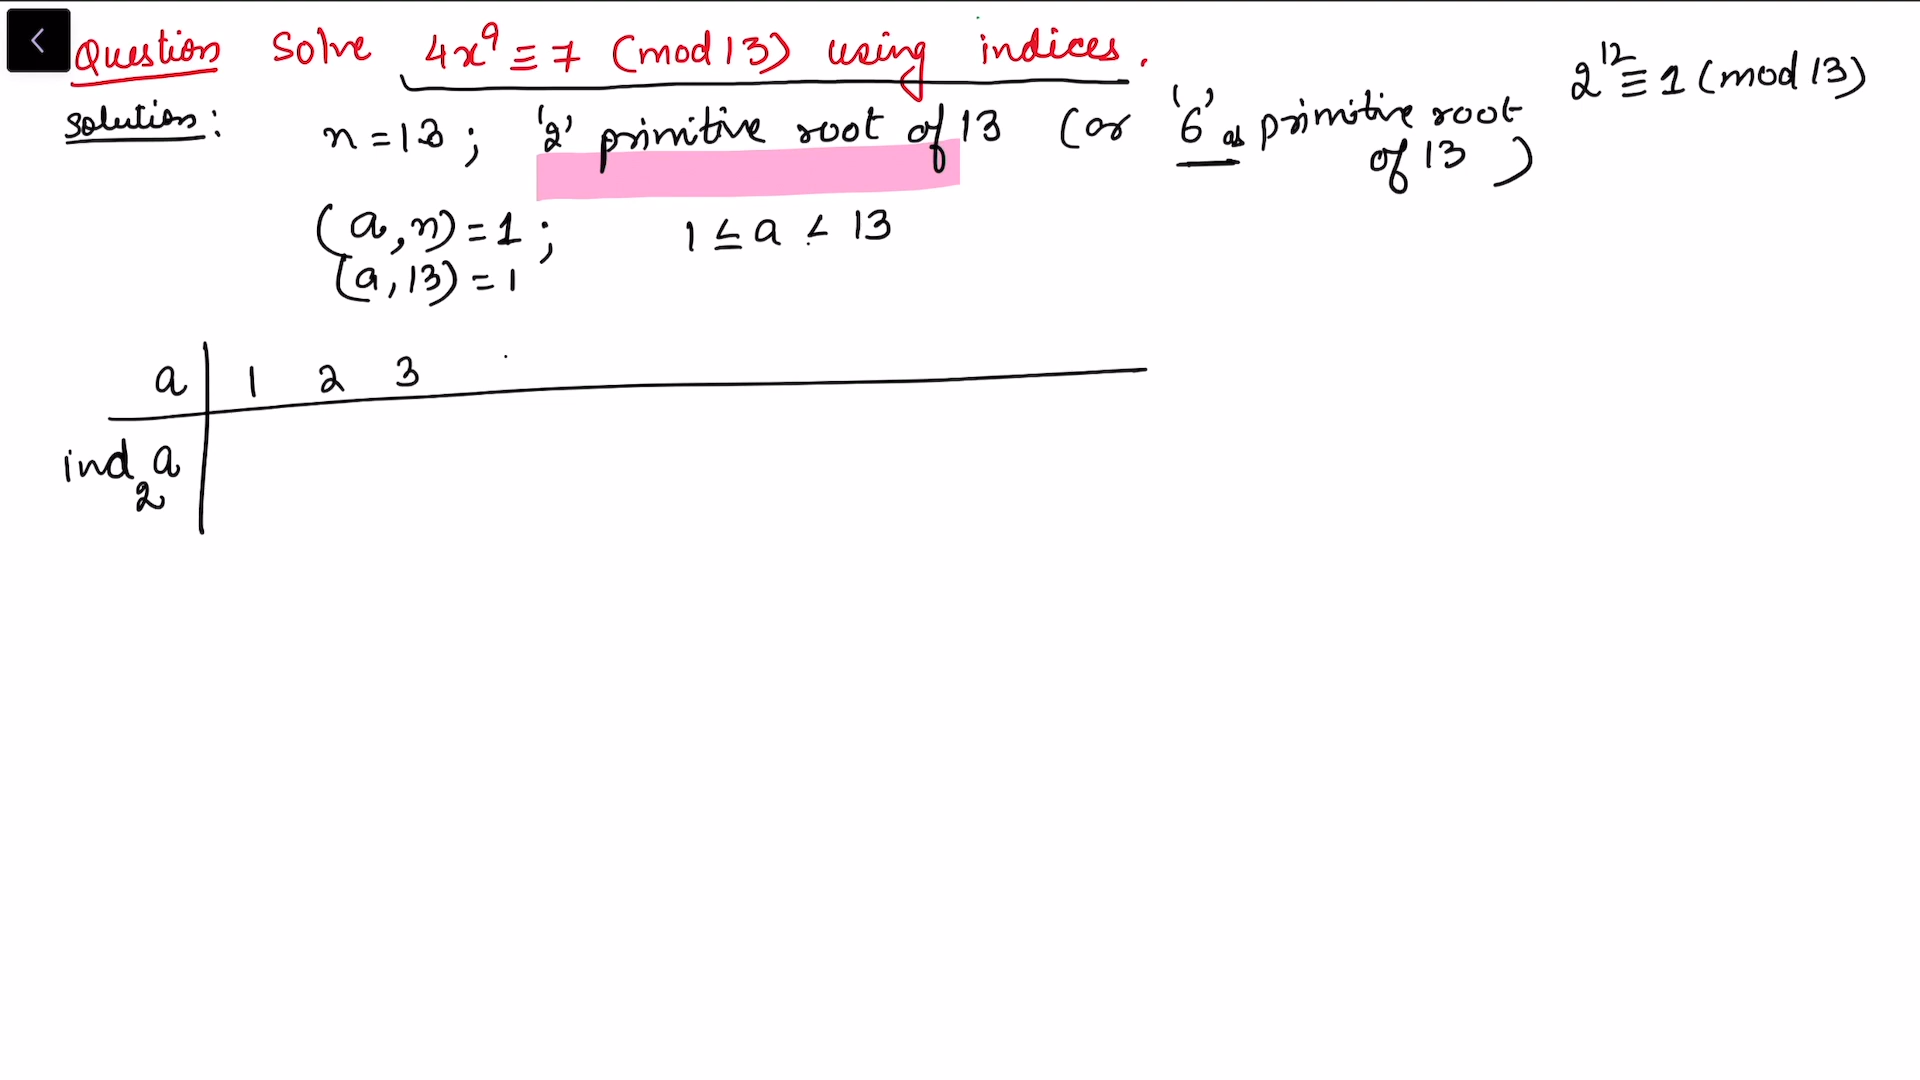 Question Solve 4x⁹ ≡ 7 (mod 13) using indices.
2¹² ≡ 1 (mod 13)
Solution: n = 13 ; '2' primitive root of 13 (or '6' as primitive root
of 13 )
(a, n) = 1 ; 1 ≤ a < 13
(a, 13) = 1
a 1 2 3
ind₂a